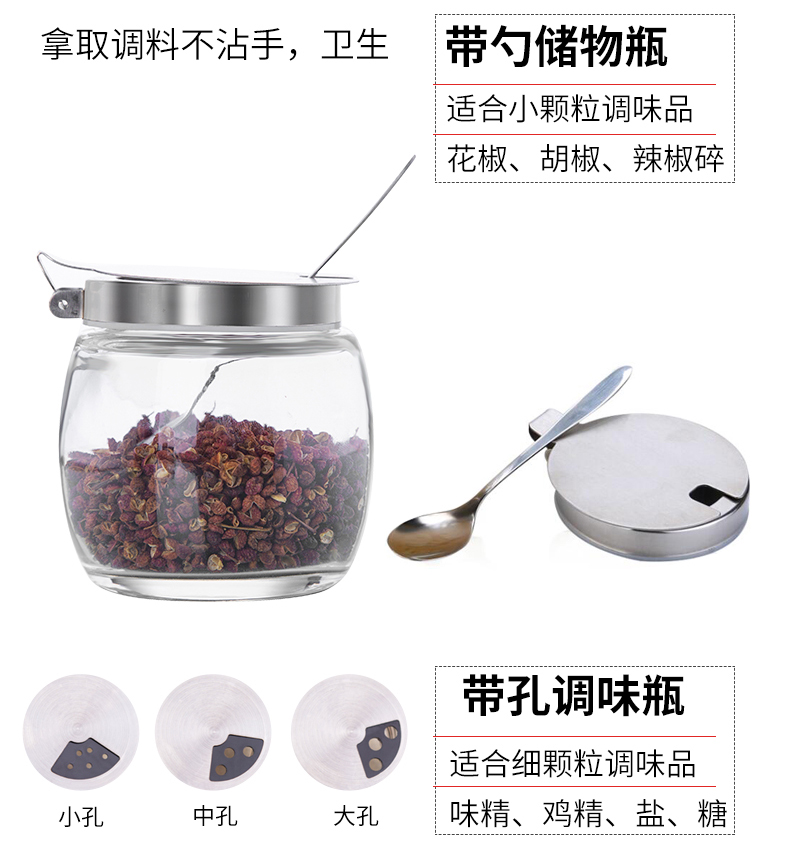 拿取调料不沾手，卫生
带勺储物瓶
适合小颗粒调味品
花椒、胡椒、辣椒碎
带孔调味瓶
适合细颗粒调味品
味精、鸡精、盐、糖
小孔
中孔
大孔